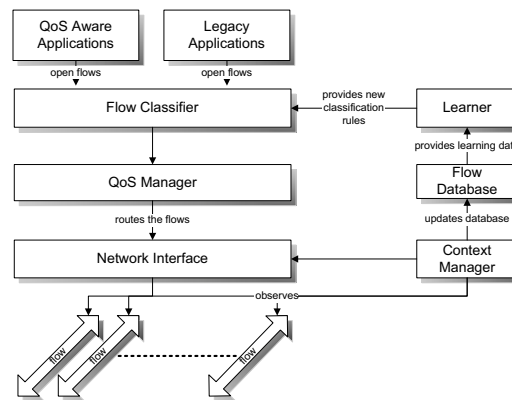 QoS Aware
Applications
Legacy
Applications
open flows
open flows
Flow Classifier
provides new
classification
rules
Learner
provides learning dat
QoS Manager
Flow
Database
routes the flows
updates database
Network Interface
Context
Manager
observes
flow
flow
flow